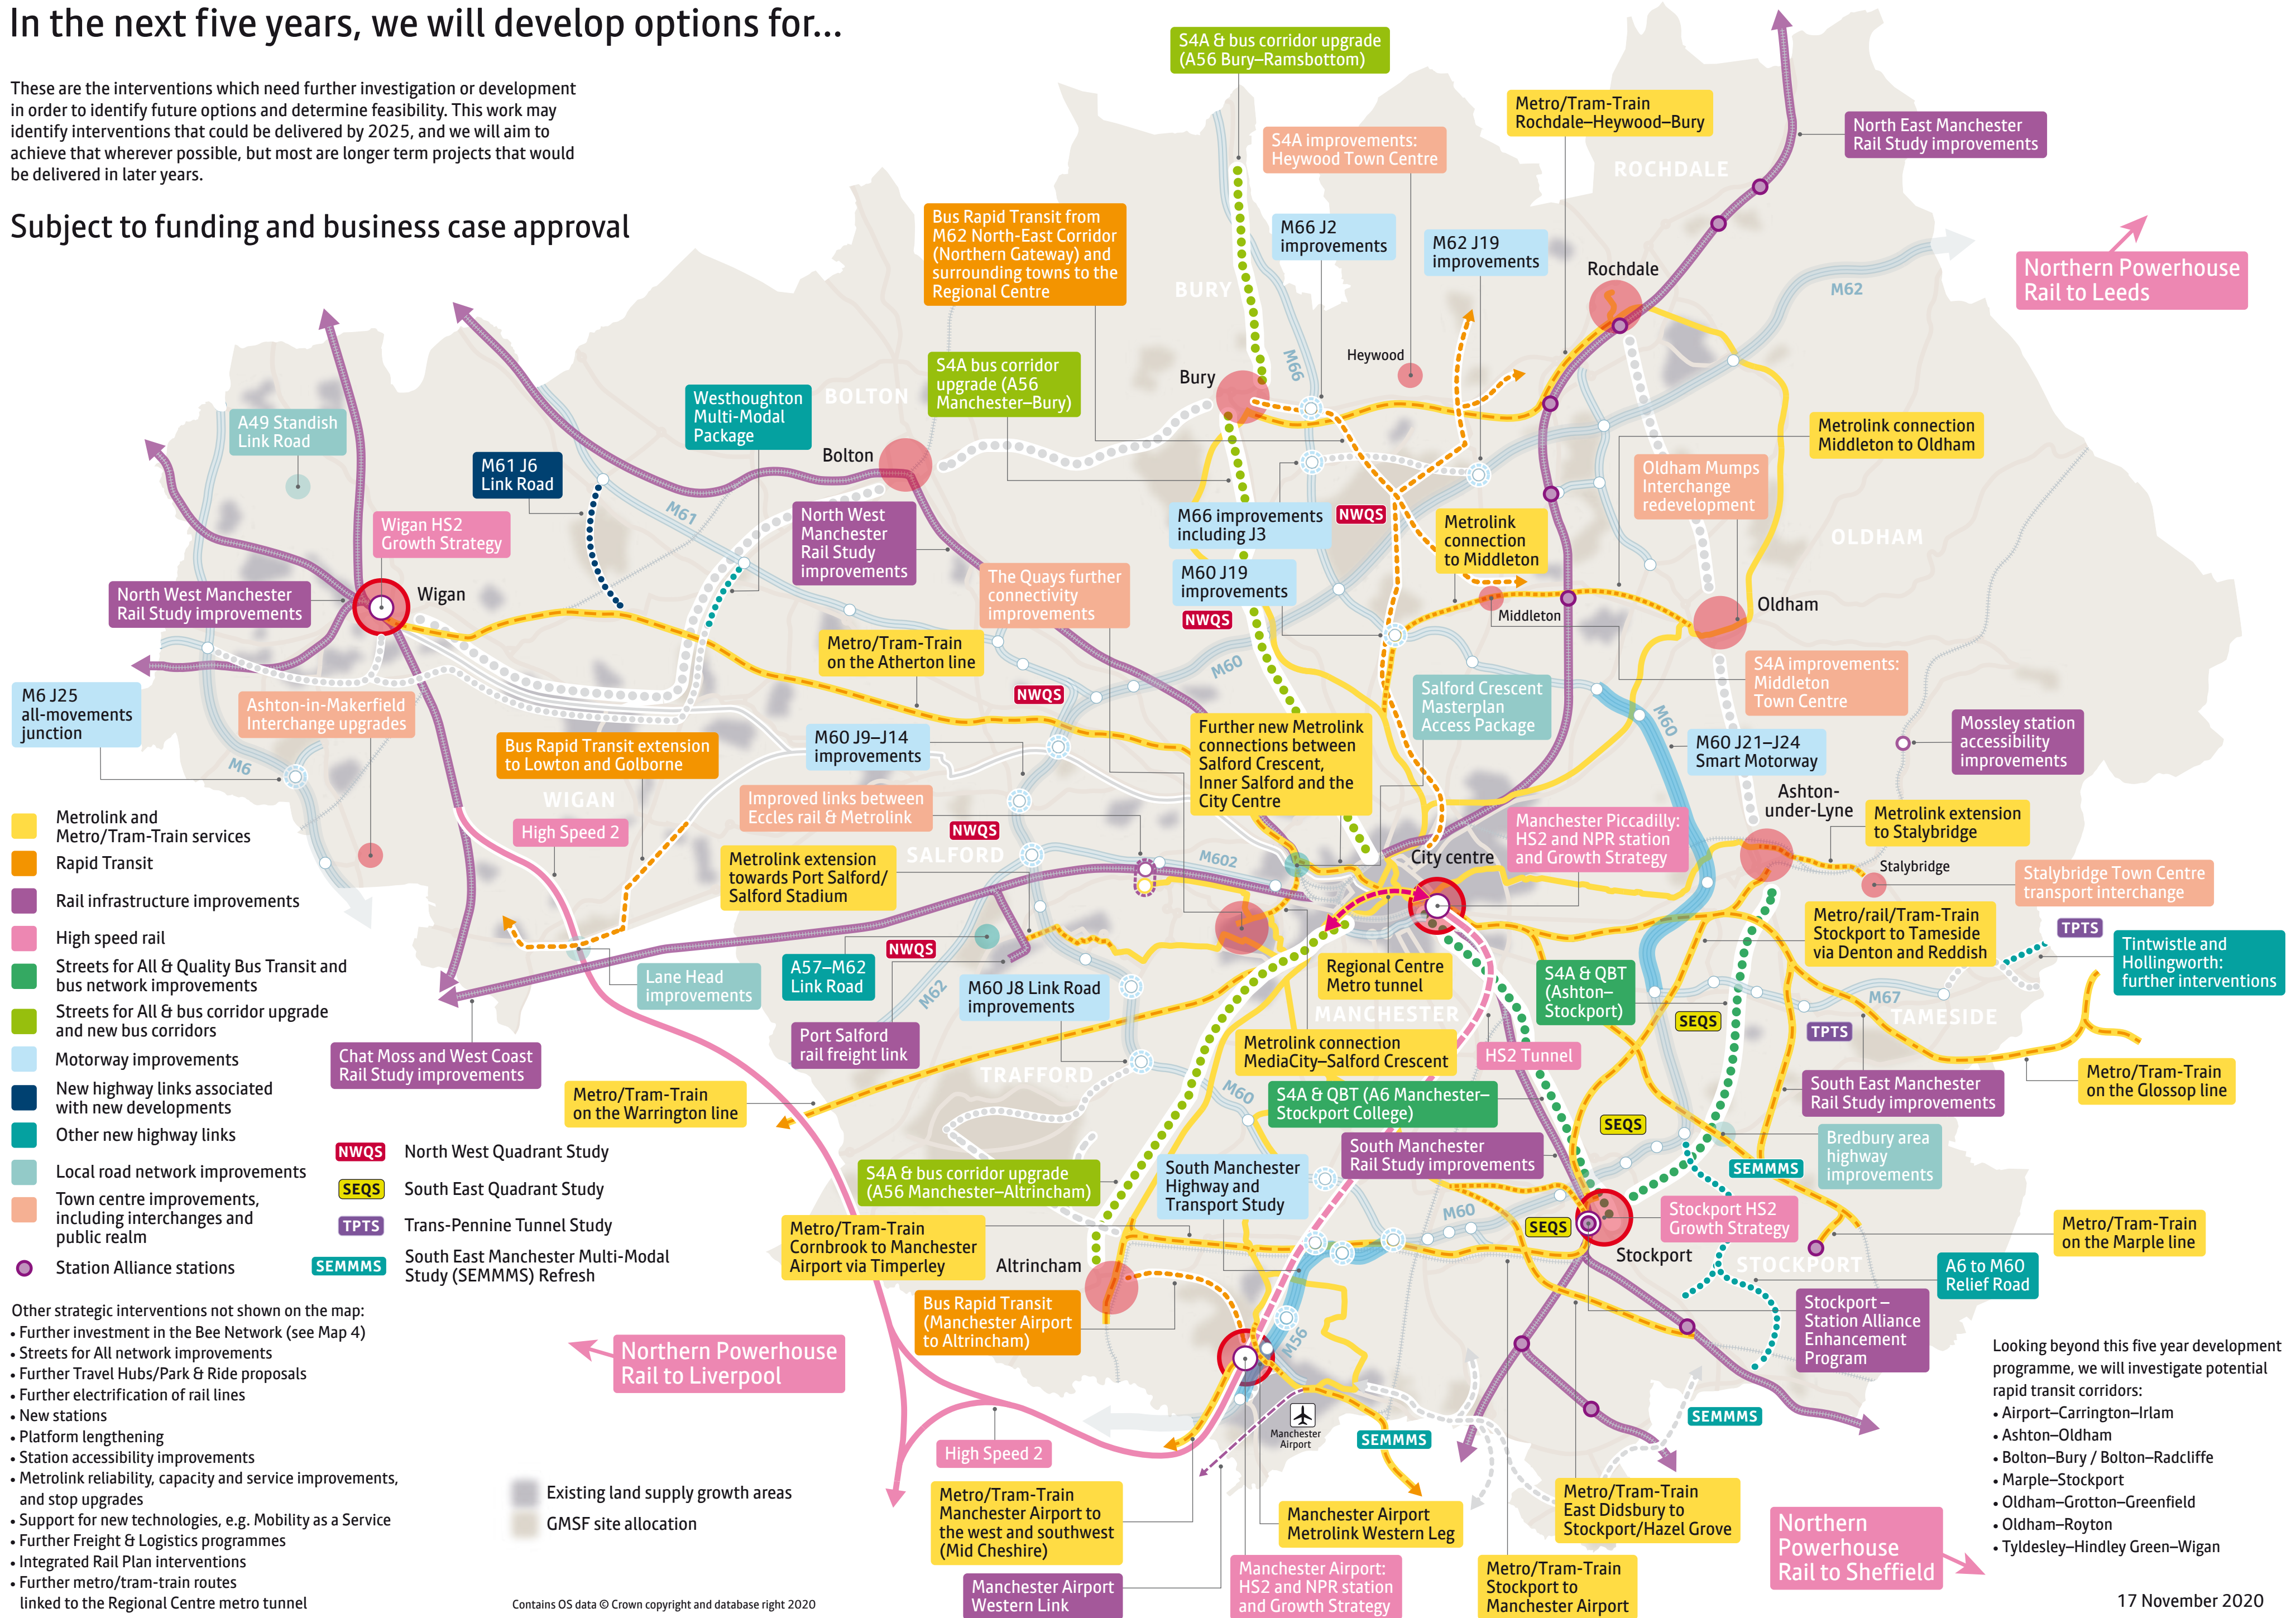 In the next five years, we will develop options for...
These are the interventions which need further investigation or development
in order to identify future options and determine feasibility. This work may
identify interventions that could be delivered by 2025, and we will aim to
achieve that wherever possible, but most are longer term projects that would
be delivered in later years.
Subject to funding and business case approval
S4A & bus corridor upgrade
(A56 Bury–Ramsbottom)
Metro/Tram-Train
Rochdale–Heywood–Bury
North East Manchester
Rail Study improvements
S4A improvements:
Heywood Town Centre
ROCHDALE
Bus Rapid Transit from
M62 North-East Corridor
(Northern Gateway) and
surrounding towns to the
Regional Centre
M66 J2
improvements
M62 J19
improvements
Northern Powerhouse
Rail to Leeds
Rochdale
BURY
M62
M66
Heywood
Bury
S4A bus corridor
upgrade (A56
Manchester–Bury)
BOLTON
Westhoughton
Multi-Modal
Package
A49 Standish
Link Road
Bolton
M61 J6
Link Road
M61
Metrolink connection
Middleton to Oldham
Oldham Mumps
Interchange
redevelopment
North West
Manchester
Rail Study
improvements
M66 improvements
including J3
NWQS
Metrolink
connection
to Middleton
OLDHAM
Wigan HS2
Growth Strategy
The Quays further
connectivity
improvements
M60 J19
improvements
NWQS
North West Manchester
Rail Study improvements
Wigan
Middleton
Oldham
Metro/Tram-Train
on the Atherton line
M60
S4A improvements:
Middleton
Town Centre
M6 J25
all-movements
junction
Ashton-in-Makerfield
Interchange upgrades
NWQS
Salford Crescent
Masterplan
Access Package
M60
Mossley station
accessibility
improvements
M6
Bus Rapid Transit extension
to Lowton and Golborne
M60 J9–J14
improvements
Further new Metrolink
connections between
Salford Crescent,
Inner Salford and the
City Centre
M60 J21–J24
Smart Motorway
WIGAN
Improved links between
Eccles rail & Metrolink
Ashton-
under-Lyne
Metrolink extension
to Stalybridge
High Speed 2
NWQS
SALFORD
Manchester Piccadilly:
HS2 and NPR station
and Growth Strategy
City centre
M602
Metrolink extension
towards Port Salford/
Salford Stadium
Stalybridge
Stalybridge Town Centre
transport interchange
Metrolink and
Metro/Tram-Train services
Rapid Transit
Rail infrastructure improvements
High speed rail
Streets for All & Quality Bus Transit and
bus network improvements
Streets for All & bus corridor upgrade
and new bus corridors
Motorway improvements
New highway links associated
with new developments
Other new highway links
Local road network improvements
Town centre improvements,
including interchanges and
public realm
Station Alliance stations
NWQS
North West Quadrant Study
SEQS
South East Quadrant Study
TPTS
Trans-Pennine Tunnel Study
SEMMMS
South East Manchester Multi-Modal
Study (SEMMMS) Refresh
Metro/rail/Tram-Train
Stockport to Tameside
via Denton and Reddish
TPTS
Tintwistle and
Hollingworth:
further interventions
NWQS
Lane Head
improvements
A57–M62
Link Road
M62
M60 J8 Link Road
improvements
Regional Centre
Metro tunnel
S4A & QBT
(Ashton–
Stockport)
MANCHESTER
SEQS
M67
TPTS
TAMESIDE
Port Salford
rail freight link
Chat Moss and West Coast
Rail Study improvements
Metrolink connection
MediaCity–Salford Crescent
HS2 Tunnel
TRAFFORD
Metro/Tram-Train
on the Warrington line
M60
S4A & QBT (A6 Manchester–
Stockport College)
SEQS
South East Manchester
Rail Study improvements
Metro/Tram-Train
on the Glossop line
South Manchester
Rail Study improvements
Bredbury area
highway
improvements
SEMMMS
S4A & bus corridor upgrade
(A56 Manchester–Altrincham)
South Manchester
Highway and
Transport Study
Stockport HS2
Growth Strategy
M60
SEQS
Metro/Tram-Train
on the Marple line
Metro/Tram-Train
Cornbrook to Manchester
Airport via Timperley
Altrincham
Stockport
STOCKPORT
A6 to M60
Relief Road
Bus Rapid Transit
(Manchester Airport
to Altrincham)
Stockport –
Station Alliance
Enhancement
Program
M56
Northern Powerhouse
Rail to Liverpool
Manchester
Airport
High Speed 2
SEMMMS
SEMMMS
Other strategic interventions not shown on the map:
• Further investment in the Bee Network (see Map 4)
• Streets for All network improvements
• Further Travel Hubs/Park & Ride proposals
• Further electrification of rail lines
• New stations
• Platform lengthening
• Station accessibility improvements
• Metrolink reliability, capacity and service improvements,
and stop upgrades
• Support for new technologies, e.g. Mobility as a Service
• Further Freight & Logistics programmes
• Integrated Rail Plan interventions
• Further metro/tram-train routes
linked to the Regional Centre metro tunnel
Existing land supply growth areas
GMSF site allocation
Contains OS data © Crown copyright and database right 2020
Metro/Tram-Train
Manchester Airport to
the west and southwest
(Mid Cheshire)
Manchester Airport
Western Link
Manchester Airport
Metrolink Western Leg
Manchester Airport:
HS2 and NPR station
and Growth Strategy
Metro/Tram-Train
East Didsbury to
Stockport/Hazel Grove
Metro/Tram-Train
Stockport to
Manchester Airport
Northern
Powerhouse
Rail to Sheffield
Looking beyond this five year development
programme, we will investigate potential
rapid transit corridors:
• Airport–Carrington–Irlam
• Ashton–Oldham
• Bolton–Bury / Bolton–Radcliffe
• Marple–Stockport
• Oldham–Grotton–Greenfield
• Oldham–Royton
• Tyldesley–Hindley Green–Wigan
17 November 2020